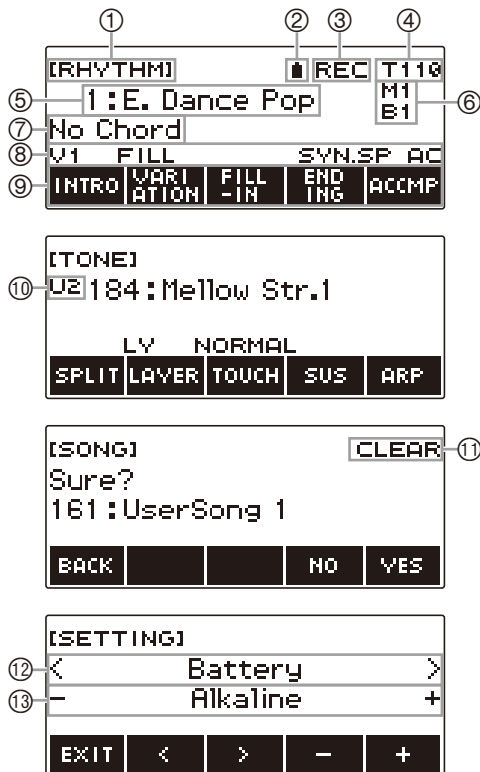 ① ② ③ ④
[RHYTHM] REC T110
⑤ 1:E. Dance Pop M1 ⑥
B1
⑦ No Chord
⑧ V1 FILL SYN.SP AC
⑨ INTRO VARI ATION FILL -IN END ING ACCMP
[TONE]
⑩ U2 184:Mellow Str.1
LY NORMAL
SPLIT LAYER TOUCH SUS ARP
[SONG] CLEAR ⑪
Sure?
161:UserSong 1
BACK NO YES
[SETTING]
⑫ < Battery >
⑬ - Alkaline +
EXIT < > - +